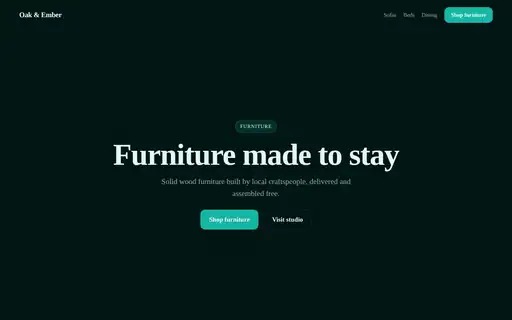 Oak & Ember
Sofas Beds Dining Shop furniture
FURNITURE
Furniture made to stay
Solid wood furniture built by local craftspeople, delivered and
assembled free.
Shop furniture Visit studio